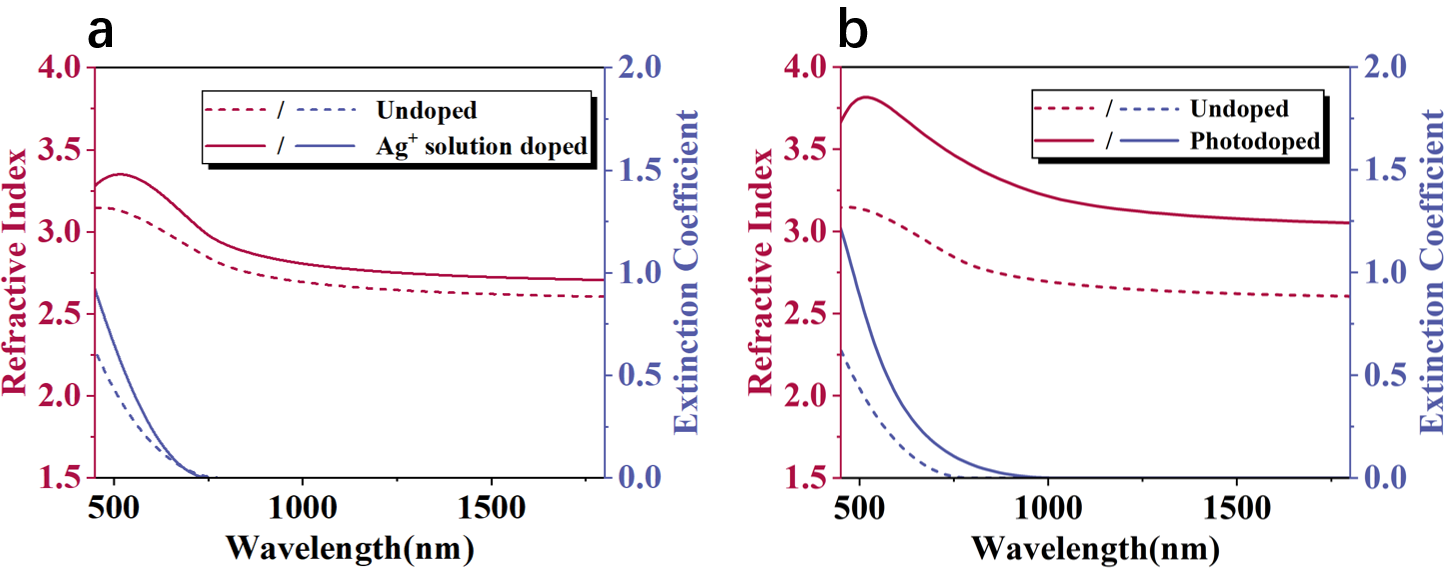 a
4.0
3.5
3.0
2.5
2.0
1.5
Refractive Index
2.0
1.5
1.0
0.5
0.0
Extinction Coefficient
/ Undoped
/ Ag⁺ solution doped
500 1000 1500
Wavelength(nm)
b
4.0
3.5
3.0
2.5
2.0
1.5
Refractive Index
2.0
1.5
1.0
0.5
0.0
Extinction Coefficient
/ Undoped
/ Photodoped
500 1000 1500
Wavelength(nm)